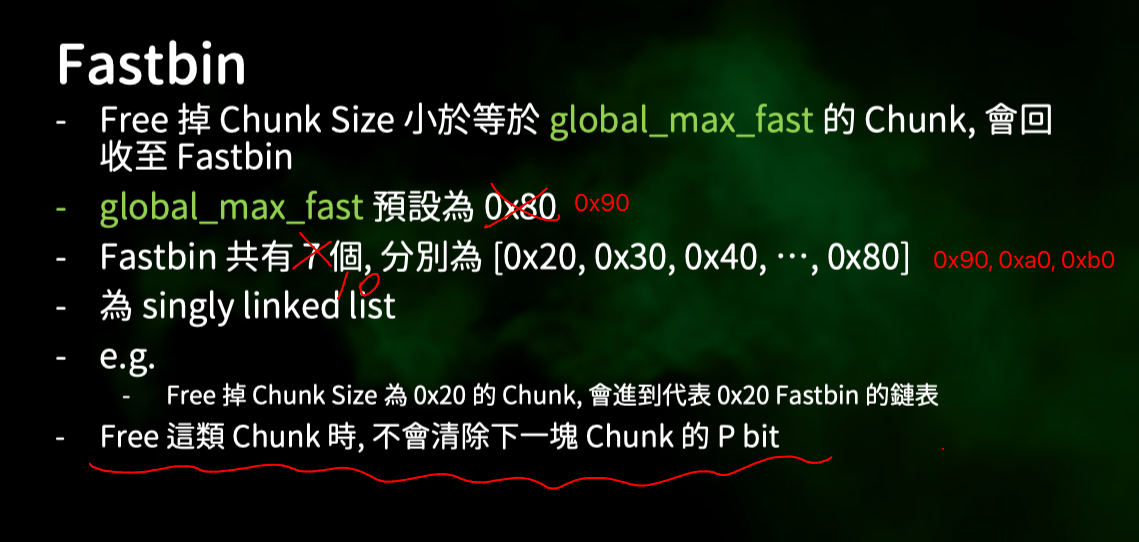 Fastbin
- Free 掉 Chunk Size 小於等於 global_max_fast 的 Chunk, 會回
收至 Fastbin
- global_max_fast 預設為 0x80 0x90
- Fastbin 共有 7 個, 分別為 [0x20, 0x30, 0x40, ⋯, 0x80] 0x90, 0xa0, 0xb0
10
- 為 singly linked list
- e.g.
- Free 掉 Chunk Size 為 0x20 的 Chunk, 會進到代表 0x20 Fastbin 的鏈表
- Free 這類 Chunk 時, 不會清除下一塊 Chunk 的 P bit